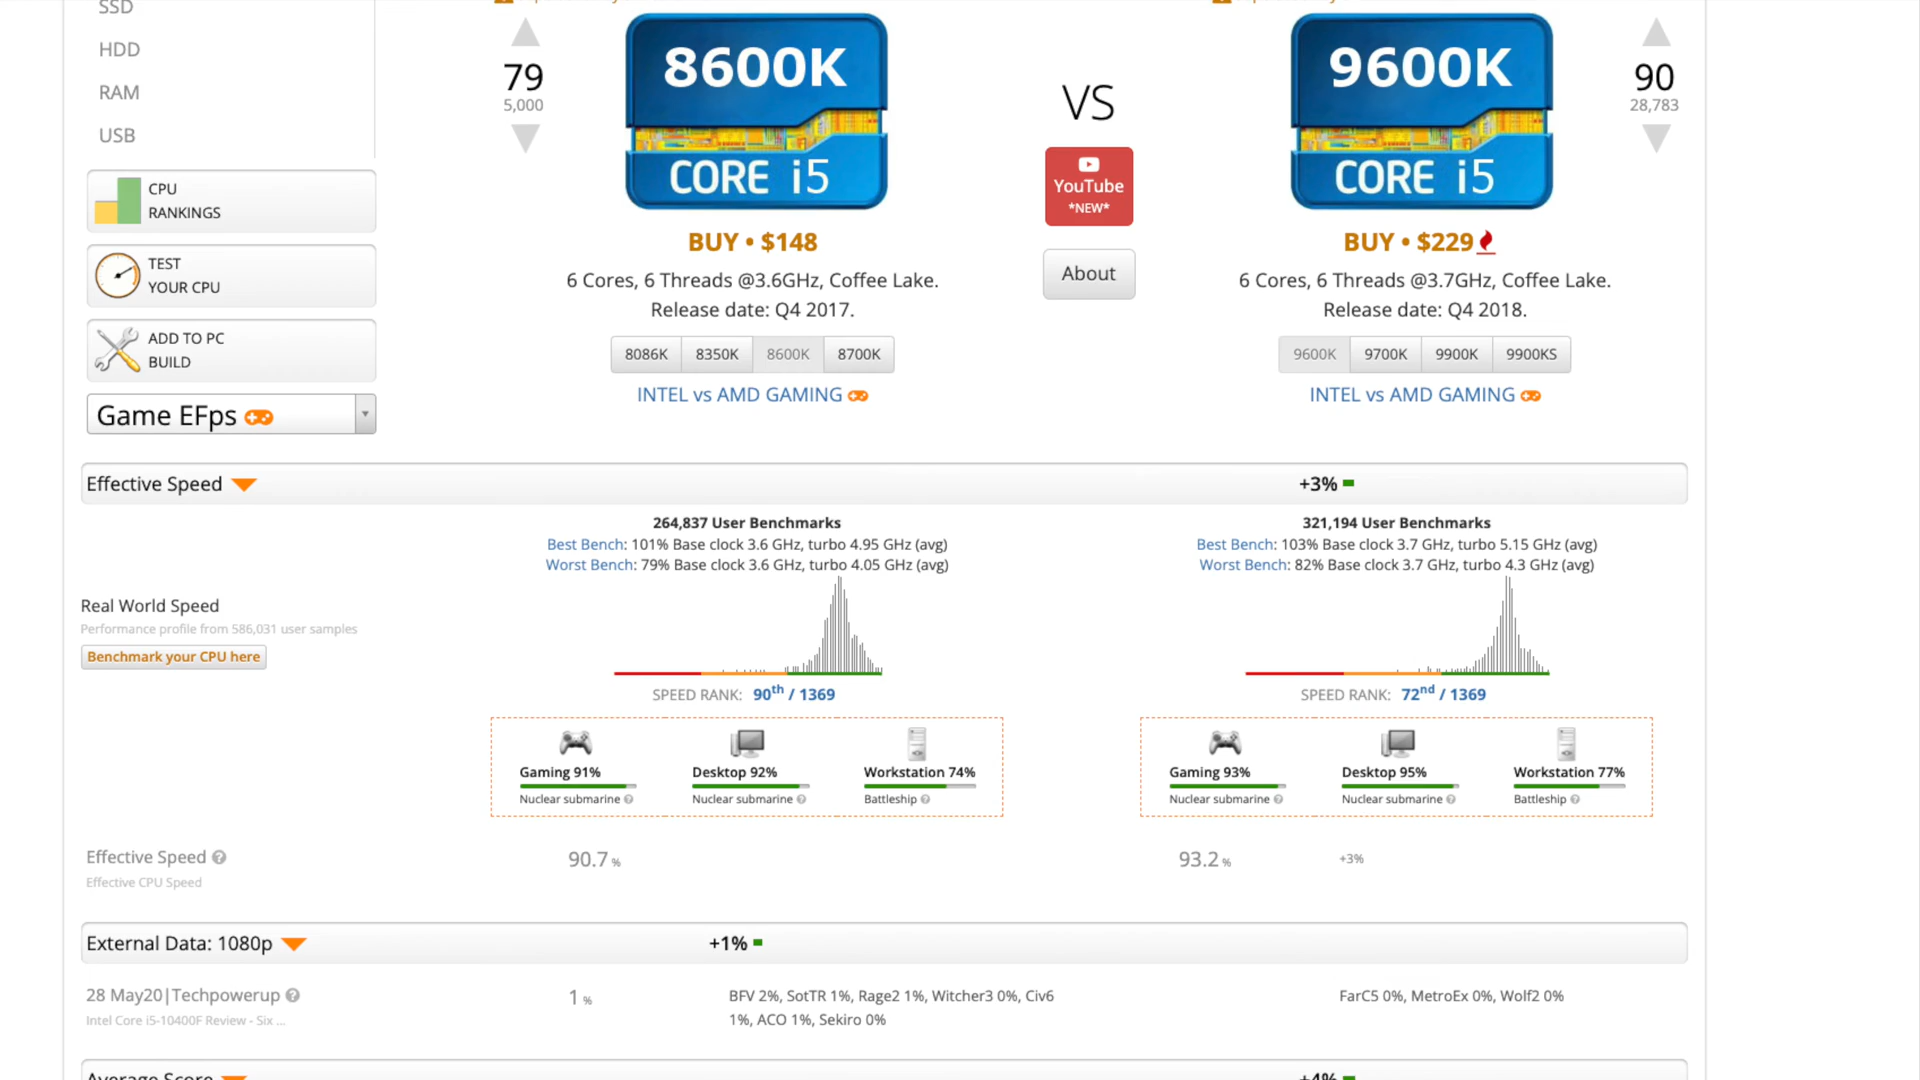 SSD
HDD
RAM
USB
CPU
RANKINGS
TEST
YOUR CPU
ADD TO PC
BUILD
Game EFps
79
5,000
8600K
CORE i5
BUY • $148
6 Cores, 6 Threads @3.6GHz, Coffee Lake.
Release date: Q4 2017.
8086K 8350K 8600K 8700K
INTEL vs AMD GAMING
VS
YouTube
*NEW*
About
9600K
CORE i5
90
28,783
BUY • $229
6 Cores, 6 Threads @3.7GHz, Coffee Lake.
Release date: Q4 2018.
9600K 9700K 9900K 9900KS
INTEL vs AMD GAMING
Effective Speed +3%
Real World Speed
Performance profile from 586,031 user samples
Benchmark your CPU here
264,837 User Benchmarks
Best Bench: 101% Base clock 3.6 GHz, turbo 4.95 GHz (avg)
Worst Bench: 79% Base clock 3.6 GHz, turbo 4.05 GHz (avg)
SPEED RANK: 90th / 1369
Gaming 91% Desktop 92% Workstation 74%
Nuclear submarine Nuclear submarine Battleship
321,194 User Benchmarks
Best Bench: 103% Base clock 3.7 GHz, turbo 5.15 GHz (avg)
Worst Bench: 82% Base clock 3.7 GHz, turbo 4.3 GHz (avg)
SPEED RANK: 72nd / 1369
Gaming 93% Desktop 95% Workstation 77%
Nuclear submarine Nuclear submarine Battleship
Effective Speed 90.7 % 93.2 % +3%
Effective CPU Speed
External Data: 1080p +1%
28 May20|Techpowerup 1 % BFV 2%, SotTR 1%, Rage2 1%, Witcher3 0%, Civ6 FarC5 0%, MetroEx 0%, Wolf2 0%
Intel Core i5-10400F Review - Six ... 1%, ACO 1%, Sekiro 0%
Average Score +4%